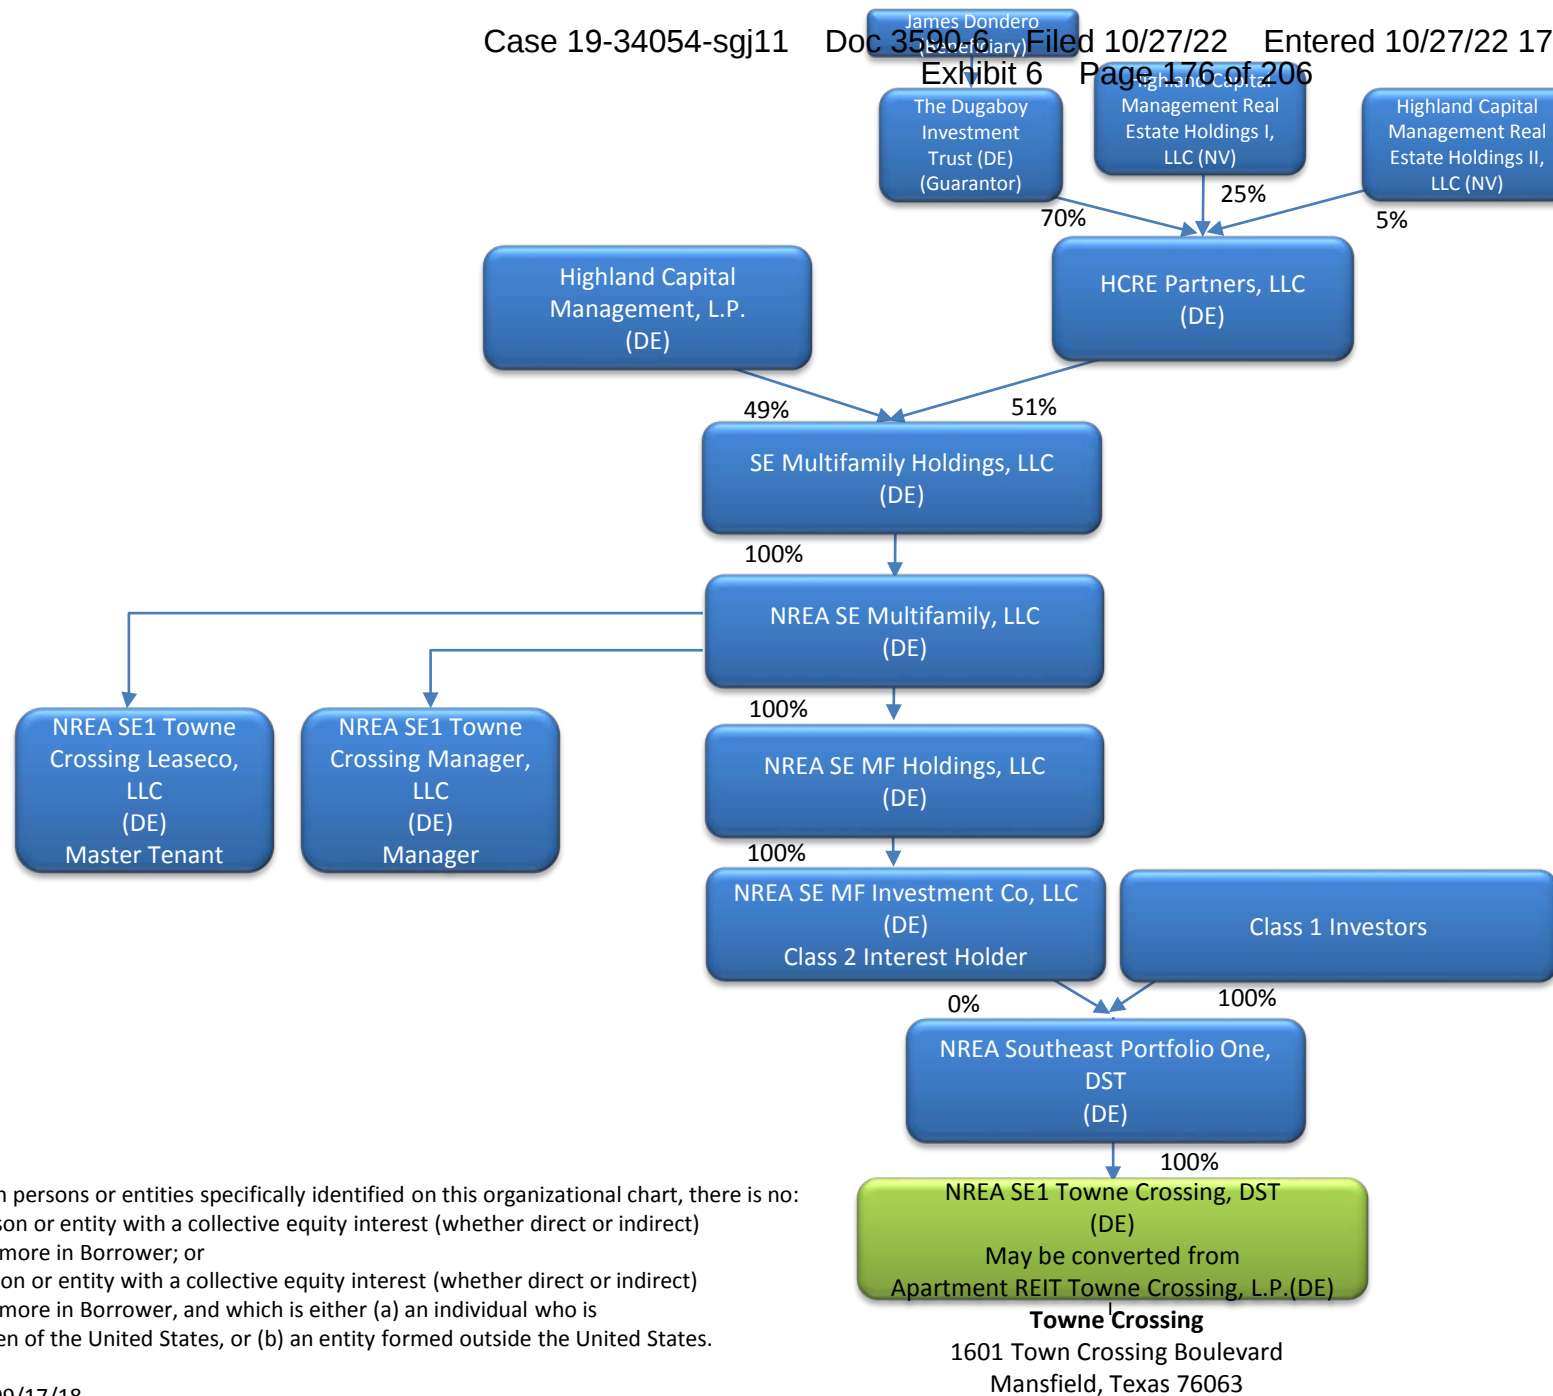 Case 19-34054-sgj11 Doc 3590-6 Filed 10/27/22 Entered 10/27/22 17
Exhibit 6 Page 176 of 206
James Dondero
(Beneficiary)
The Dugaboy
Investment
Trust (DE)
(Guarantor)
Highland Capital
Management Real
Estate Holdings I,
LLC (NV)
Highland Capital
Management Real
Estate Holdings II,
LLC (NV)
70%
25%
5%
Highland Capital
Management, L.P.
(DE)
HCRE Partners, LLC
(DE)
49%
51%
SE Multifamily Holdings, LLC
(DE)
100%
NREA SE Multifamily, LLC
(DE)
NREA SE1 Towne
Crossing Leaseco,
LLC
(DE)
Master Tenant
NREA SE1 Towne
Crossing Manager,
LLC
(DE)
Manager
100%
NREA SE MF Holdings, LLC
(DE)
100%
NREA SE MF Investment Co, LLC
(DE)
Class 2 Interest Holder
Class 1 Investors
0%
100%
NREA Southeast Portfolio One,
DST
(DE)
100%
NREA SE1 Towne Crossing, DST
(DE)
May be converted from
Apartment REIT Towne Crossing, L.P.(DE)
Towne Crossing
1601 Town Crossing Boulevard
Mansfield, Texas 76063
n persons or entities specifically identified on this organizational chart, there is no:
son or entity with a collective equity interest (whether direct or indirect)
more in Borrower; or
on or entity with a collective equity interest (whether direct or indirect)
more in Borrower, and which is either (a) an individual who is
en of the United States, or (b) an entity formed outside the United States.
09/17/18